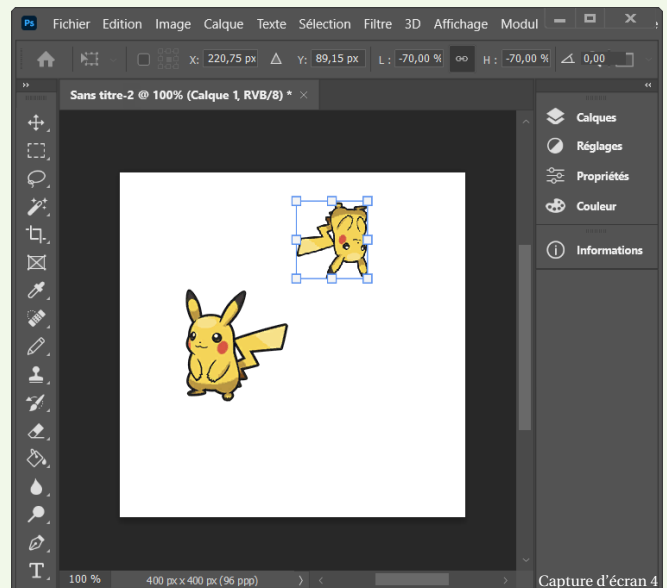 Ps Fichier Edition Image Calque Texte Sélection Filtre 3D Affichage Modul
X: 220,75 px Y: 89,15 px L : -70,00 % H : -70,00 % 0,00
Sans titre-2 @ 100% (Calque 1, RVB/8) * ×
Calques
Réglages
Propriétés
Couleur
Informations
T
100 % 400 px x 400 px (96 ppp)
Capture d'écran 4